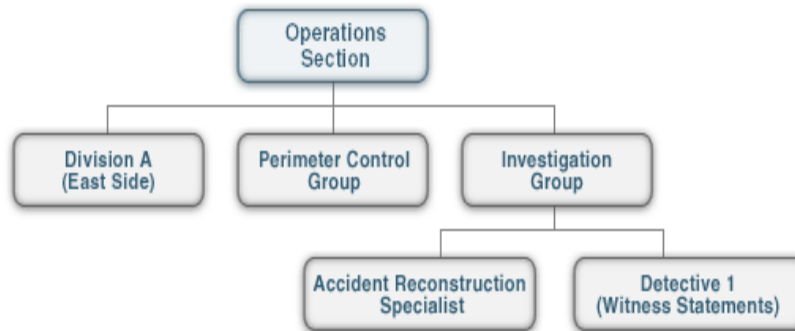 Operations
Section
Division A
(East Side)
Perimeter Control
Group
Investigation
Group
Accident Reconstruction
Specialist
Detective 1
(Witness Statements)